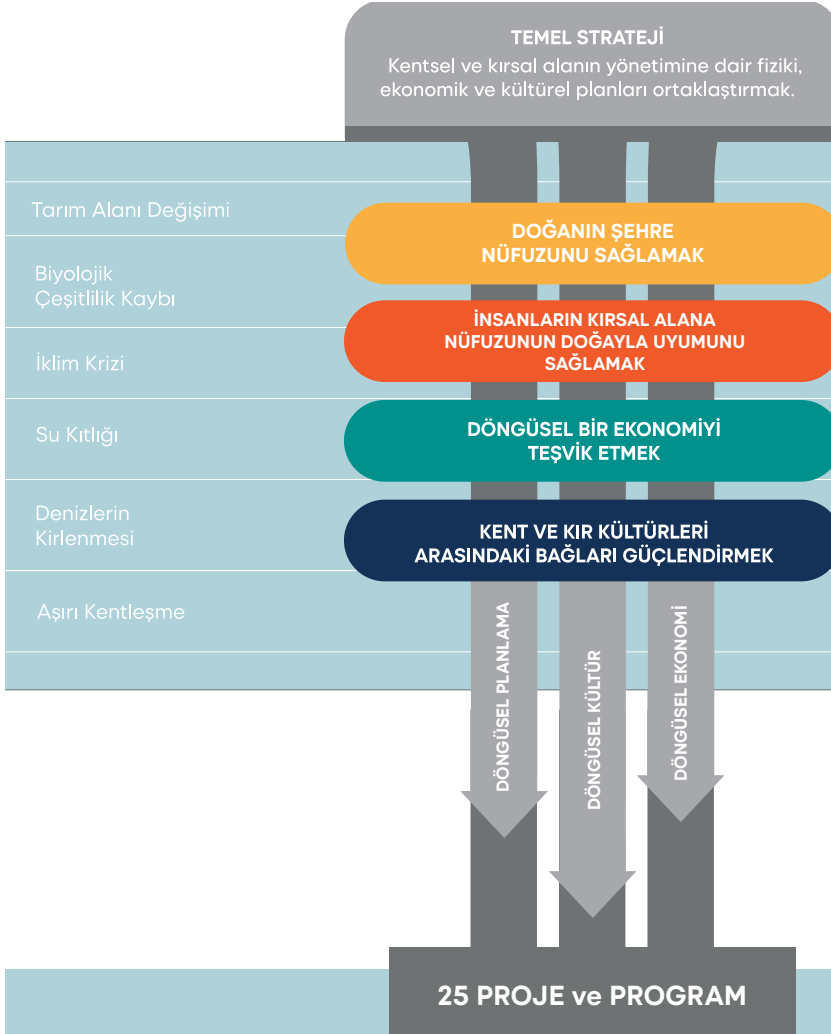 TEMEL STRATEJİ
Kentsel ve kırsal alanın yönetimine dair fiziki,
ekonomik ve kültürel planları ortaklaştırmak.
Tarım Alanı Değişimi
Biyolojik
Çeşitlilik Kaybı
İklim Krizi
Su Kıtlığı
Denizlerin
Kirlenmesi
Aşırı Kentleşme
DOĞANIN ŞEHRE
NÜFUZUNU SAĞLAMAK
İNSANLARIN KIRSAL ALANA
NÜFUZUNUN DOĞAYLA UYUMUNU
SAĞLAMAK
DÖNGÜSEL BİR EKONOMİYİ
TEŞVİK ETMEK
KENT VE KIR KÜLTÜRLERİ
ARASINDAKİ BAĞLARI GÜÇLENDİRMEK
DÖNGÜSEL PLANLAMA
DÖNGÜSEL KÜLTÜR
DÖNGÜSEL EKONOMİ
25 PROJE ve PROGRAM